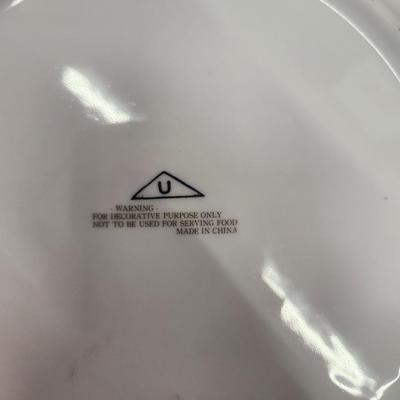 U
- WARNING -
FOR DECORATIVE PURPOSE ONLY
NOT TO BE USED FOR SERVING FOOD
MADE IN CHINA